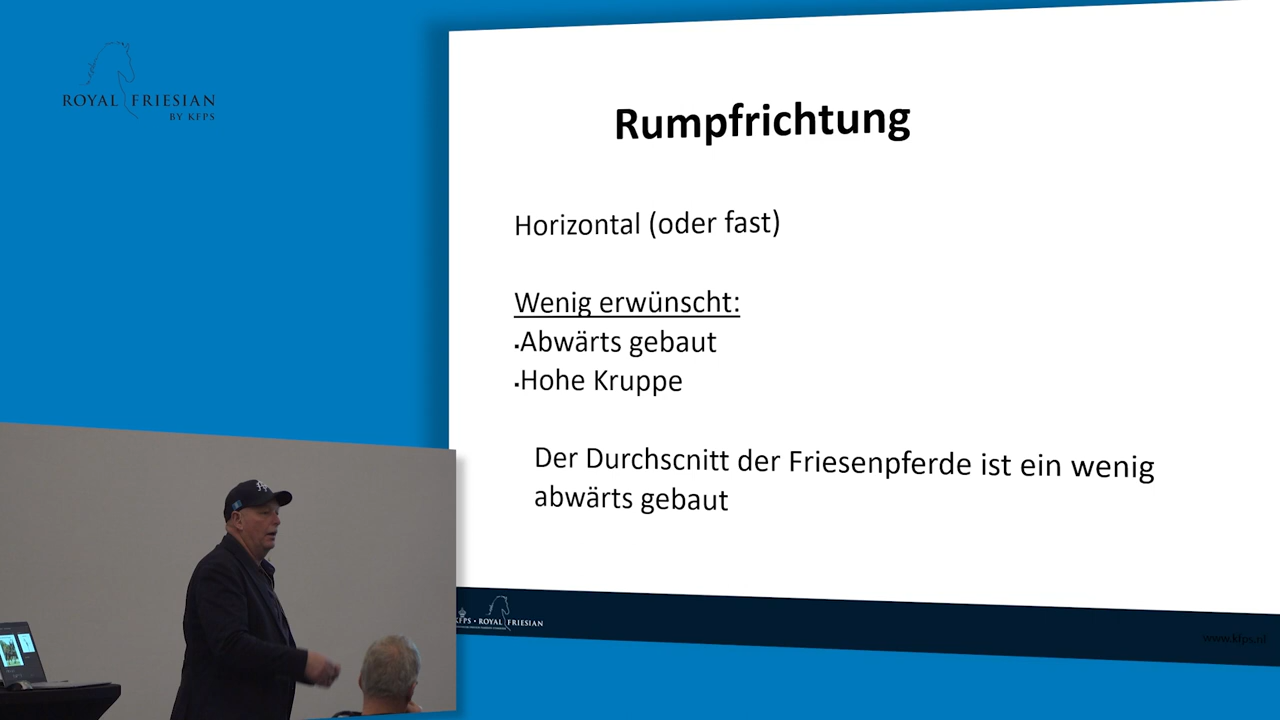 ROYAL FRIESIAN
BY KFPS
Rumpfrichtung
Horizontal (oder fast)
Wenig erwünscht:
▪Abwärts gebaut
▪Hohe Kruppe
Der Durchscnitt der Friesenpferde ist ein wenig
abwärts gebaut
KFPS • ROYAL FRIESIAN
www.kfps.nl